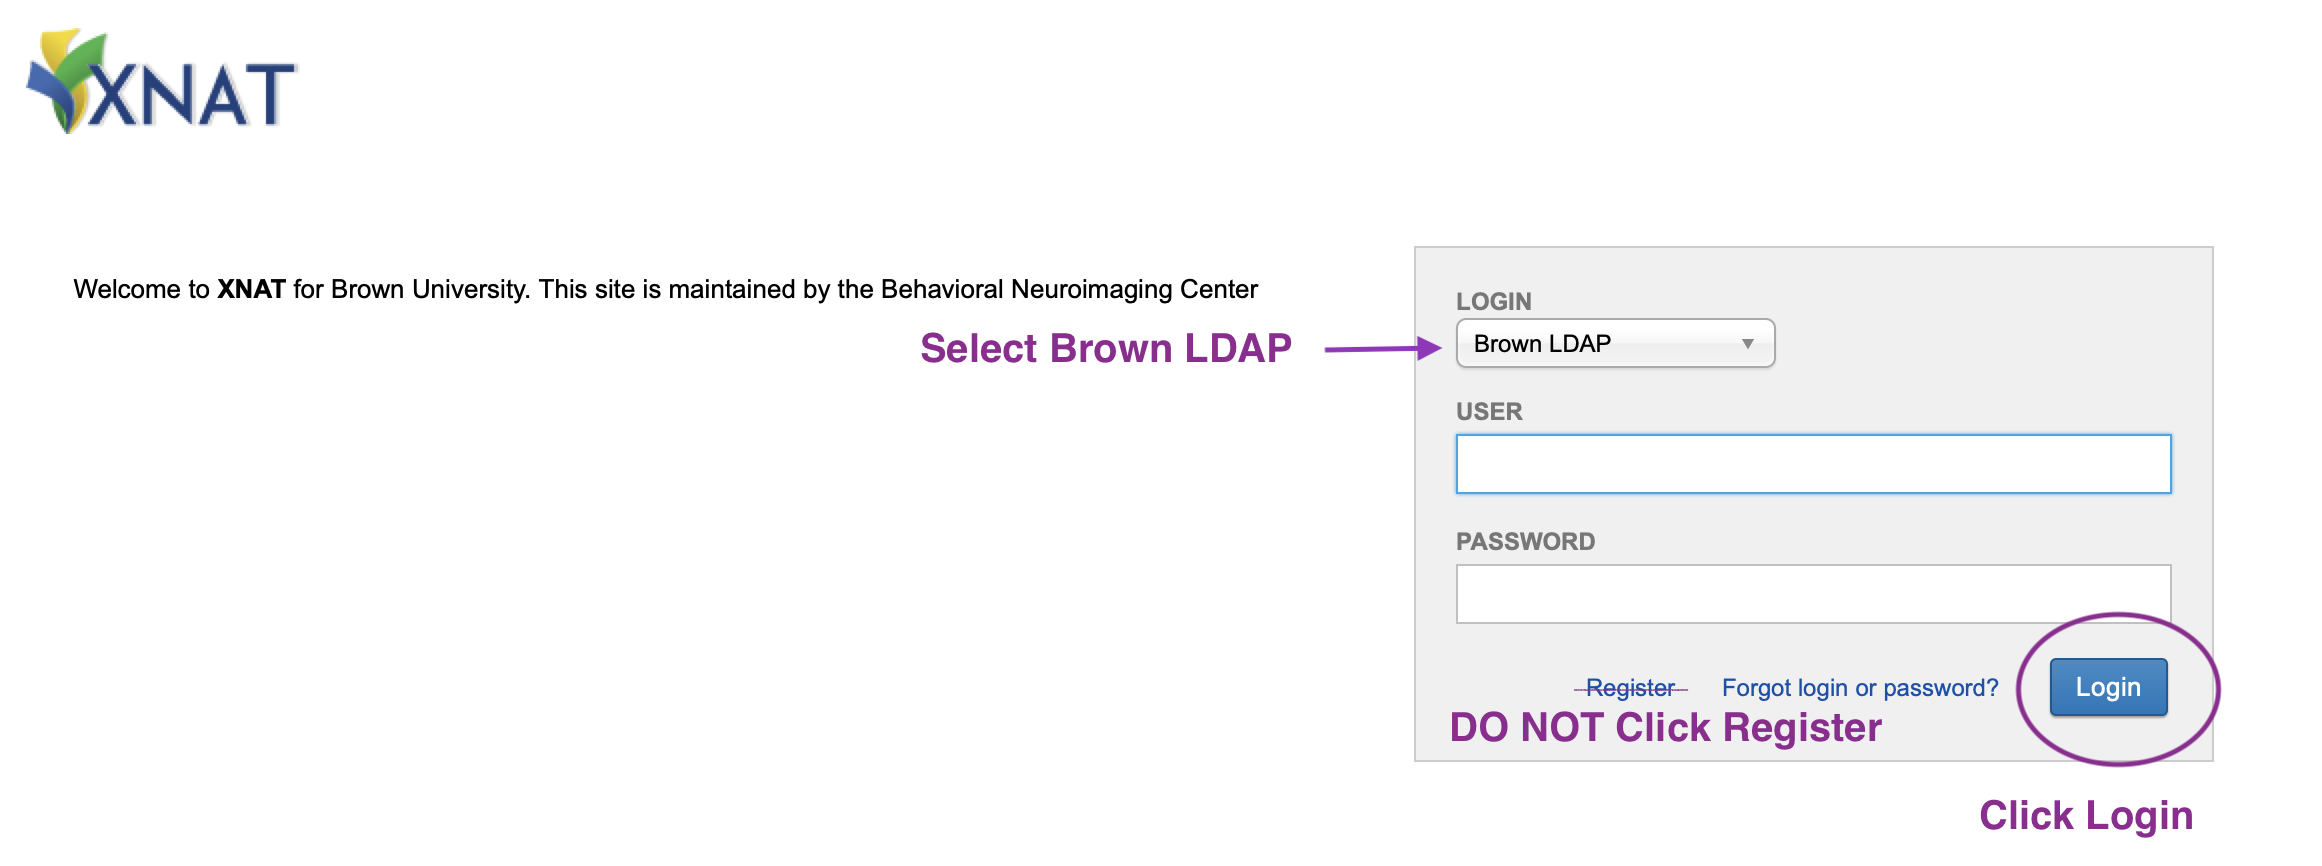 XNAT
Welcome to XNAT for Brown University. This site is maintained by the Behavioral Neuroimaging Center
LOGIN
Select Brown LDAP
Brown LDAP
USER
PASSWORD
Register
Forgot login or password?
Login
DO NOT Click Register
Click Login